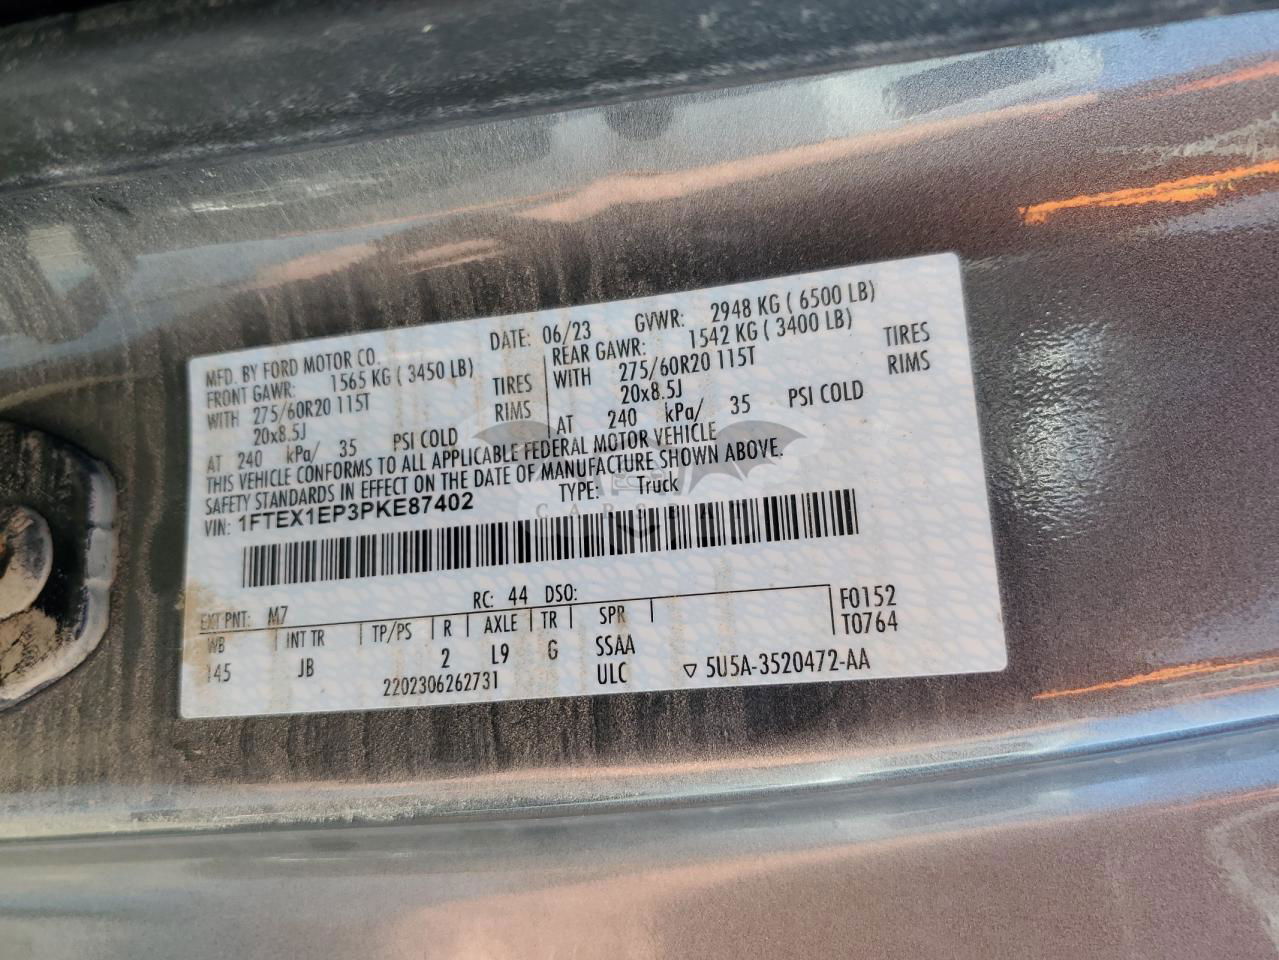 MFD. BY FORD MOTOR CO. DATE: 06/23 GVWR: 2948 KG ( 6500 LB)
FRONT GAWR: 1565 KG ( 3450 LB) REAR GAWR: 1542 KG ( 3400 LB)
WITH 275/60R20 115T TIRES WITH 275/60R20 115T TIRES
20x8.5J RIMS 20x8.5J RIMS
AT 240 kPa/ 35 PSI COLD AT 240 kPa/ 35 PSI COLD
THIS VEHICLE CONFORMS TO ALL APPLICABLE FEDERAL MOTOR VEHICLE
SAFETY STANDARDS IN EFFECT ON THE DATE OF MANUFACTURE SHOWN ABOVE.
VIN: 1FTEX1EP3PKE87402 TYPE: Truck
EXT PNT: M7 RC: 44 DSO:
WB INT TR TP/PS R AXLE TR SPR F0152
T0764
145 JB 2 L9 G SSAA
2202306262731 ULC ▽ 5U5A-3520472-AA